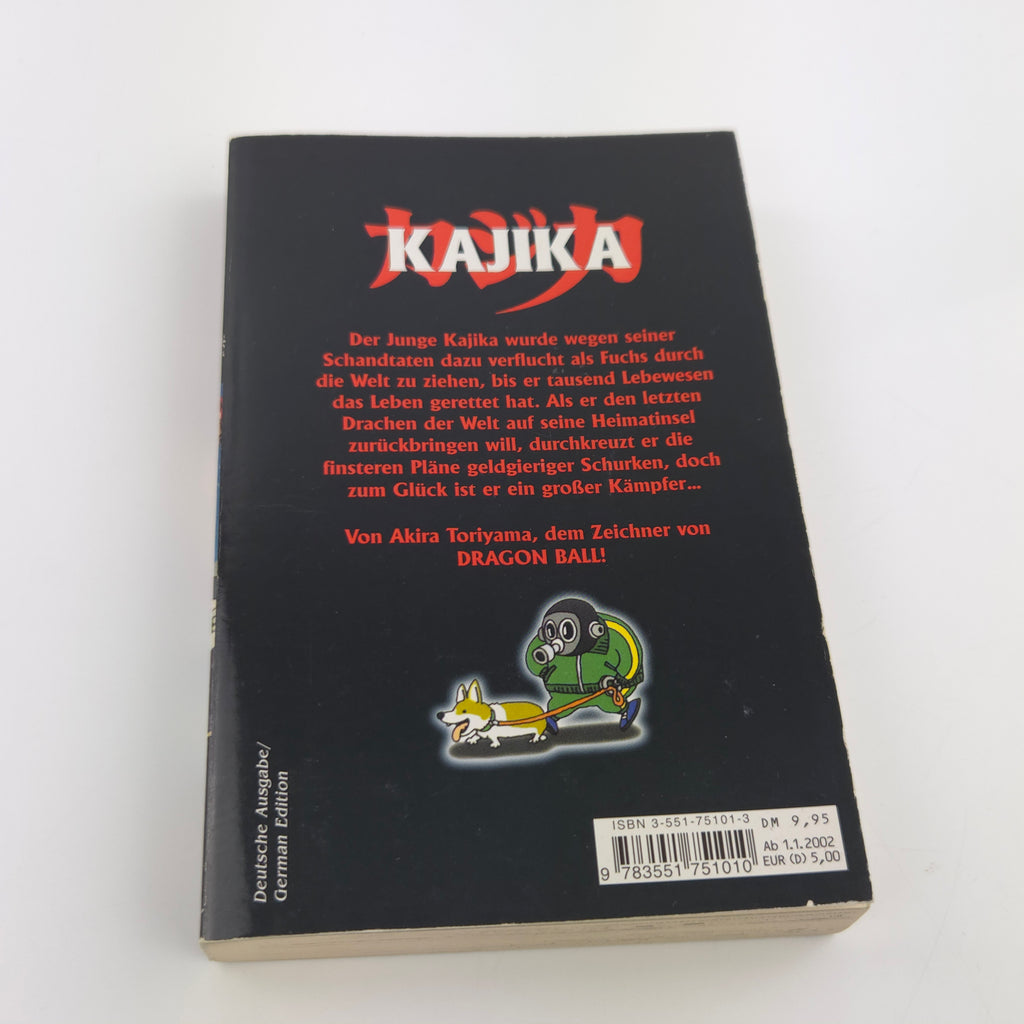 カジカ
KAJIKA
Der Junge Kajika wurde wegen seiner
Schandtaten dazu verflucht als Fuchs durch
die Welt zu ziehen, bis er tausend Lebewesen
das Leben gerettet hat. Als er den letzten
Drachen der Welt auf seine Heimatinsel
zurückbringen will, durchkreuzt er die
finsteren Pläne geldgieriger Schurken, doch
zum Glück ist er ein großer Kämpfer...
Von Akira Toriyama, dem Zeichner von
DRAGON BALL!
Deutsche Ausgabe/
German Edition
ISBN 3-551-75101-3
DM 9,95
Ab 1.1.2002
EUR (D) 5,00
9 783551 751010